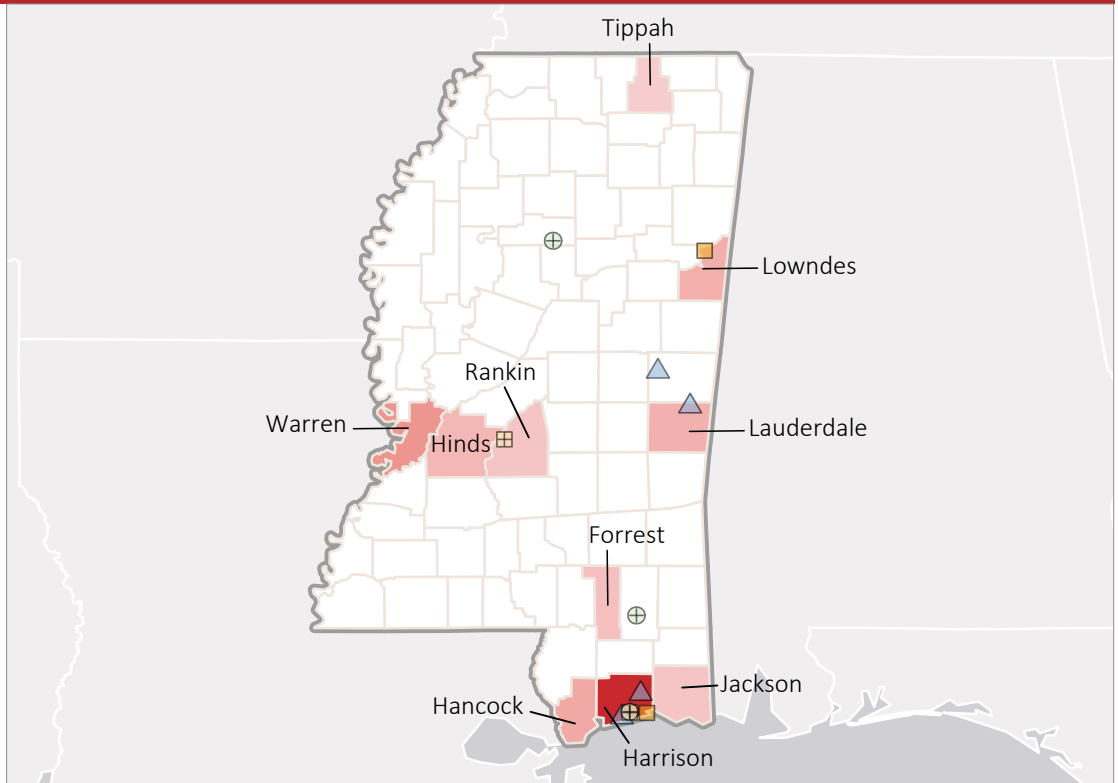 Tippah
Lowndes
Rankin
Warren
Hinds
Lauderdale
Forrest
Jackson
Hancock
Harrison